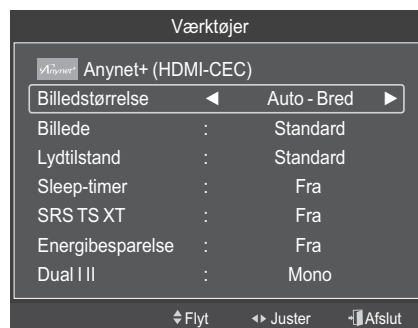 Værktøjer
Anynet+ Anynet+ (HDMI-CEC)
Billedstørrelse ◄ Auto - Bred ►
Billede : Standard
Lydtilstand : Standard
Sleep-timer : Fra
SRS TS XT : Fra
Energibesparelse : Fra
Dual I II : Mono
Flyt Juster Afslut